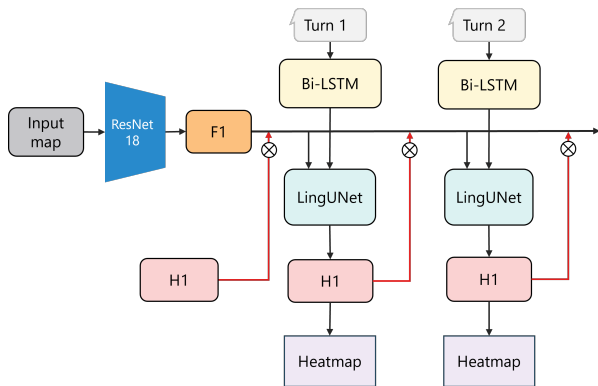 Turn 1
Turn 2
Bi-LSTM
Bi-LSTM
Input
map
ResNet
18
F1
LingUNet
LingUNet
H1
H1
H1
Heatmap
Heatmap